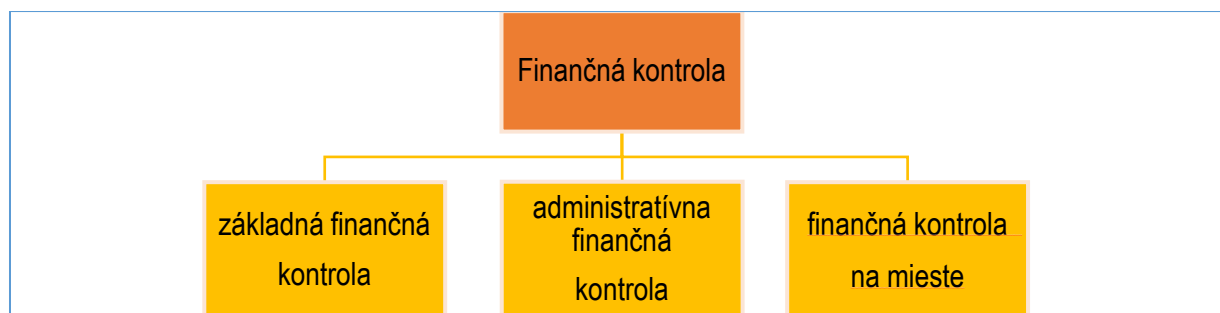 Finančná kontrola
základná finančná
kontrola
administratívna
finančná
kontrola
finančná kontrola
na mieste